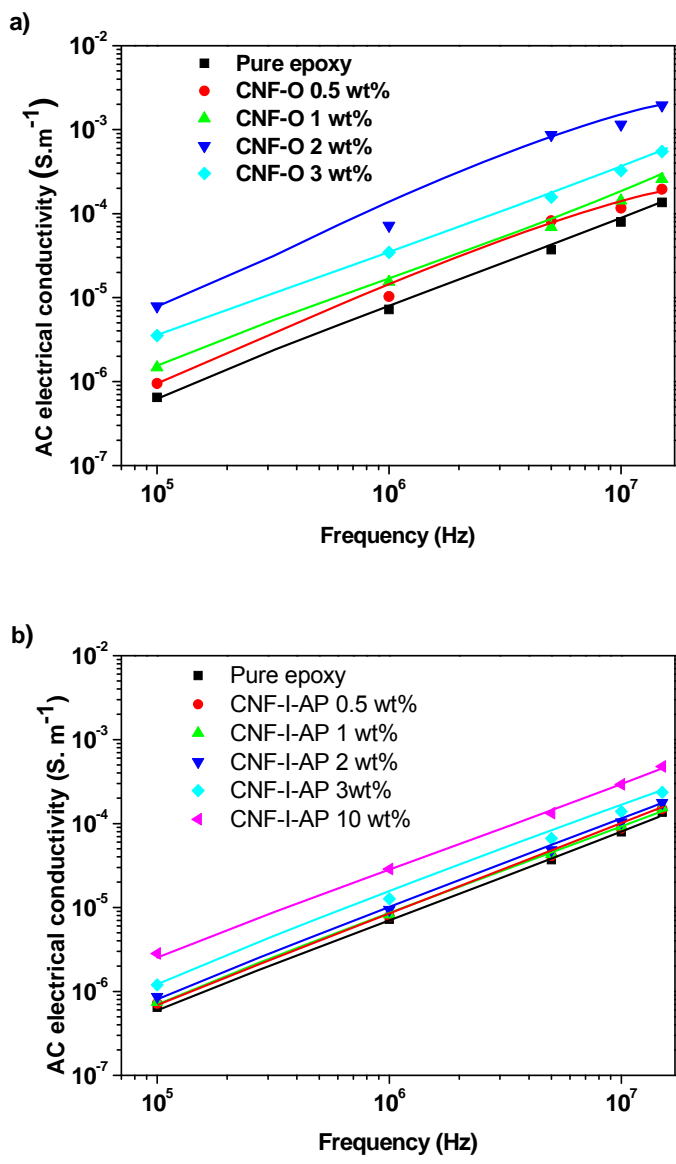 a)
10^-2
10^-3
10^-4
10^-5
10^-6
10^-7
AC electrical conductivity (S.m^-1)
Pure epoxy
CNF-O 0.5 wt%
CNF-O 1 wt%
CNF-O 2 wt%
CNF-O 3 wt%
10^5
10^6
10^7
Frequency (Hz)
b)
10^-2
10^-3
10^-4
10^-5
10^-6
10^-7
AC electrical conductivity (S. m^-1)
Pure epoxy
CNF-I-AP 0.5 wt%
CNF-I-AP 1 wt%
CNF-I-AP 2 wt%
CNF-I-AP 3wt%
CNF-I-AP 10 wt%
10^5
10^6
10^7
Frequency (Hz)